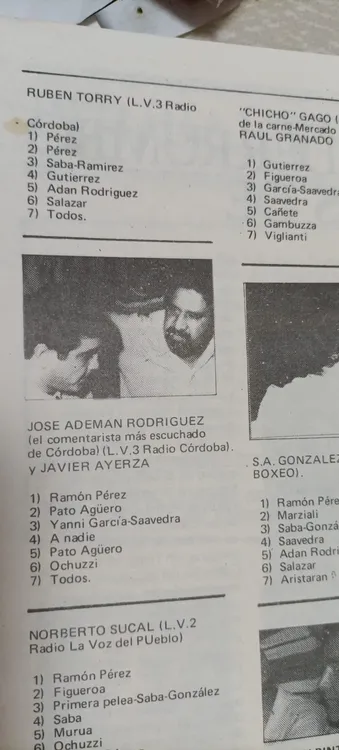 RUBEN TORRY (L.V.3 Radio
Córdoba)
1) Pérez
2) Pérez
3) Saba-Ramirez
4) Gutierrez
5) Adan Rodriguez
6) Salazar
7) Todos.
JOSE ADEMAN RODRIGUEZ
(el comentarista más escuchado
de Córdoba) (L.V.3 Radio Córdoba).
y JAVIER AYERZA
1) Ramón Pérez
2) Pato Agüero
3) Yanni García-Saavedra
4) A nadie
5) Pato Agüero
6) Ochuzzi
7) Todos.
NORBERTO SUCAL (L.V.2
Radio La Voz del PUeblo)
1) Ramón Pérez
2) Figueroa
3) Primera pelea-Saba-González
4) Saba
5) Murua
6) Ochuzzi
"CHICHO" GAGO (
de la carne-Mercado
RAUL GRANADO
1) Gutierrez
2) Figueroa
3) García-Saavedra
4) Saavedra
5) Cañete
6) Gambuzza
7) Viglianti
S.A. GONZALEZ
BOXEO).
1) Ramón Pére
2) Marziali
3) Saba-Gonzá
4) Saavedra
5) Adan Rodri
6) Salazar
7) Aristaran